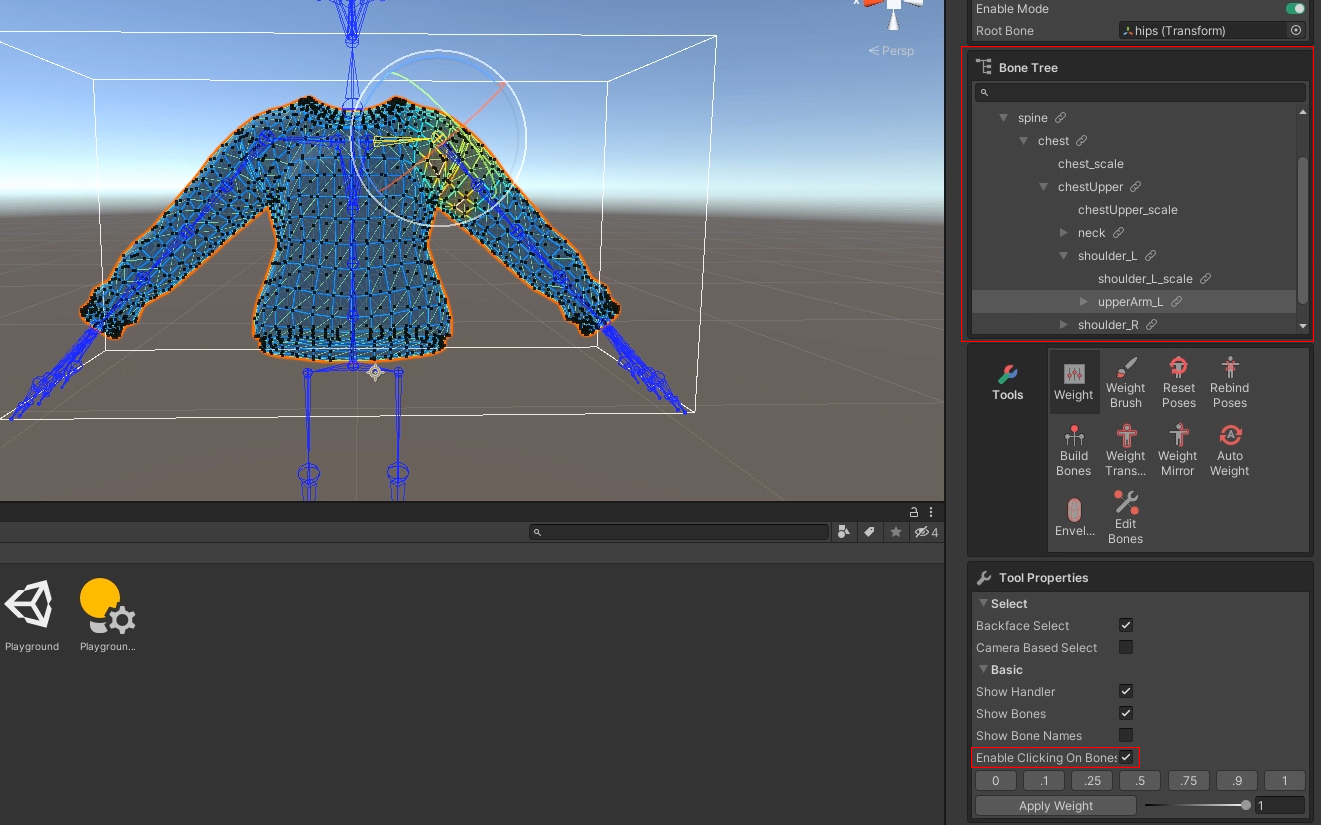 Enable Mode
Root Bone
hips (Transform)
x
< Persp
Bone Tree
spine
chest
chest_scale
chestUpper
chestUpper_scale
neck
shoulder_L
shoulder_L_scale
upperArm_L
shoulder_R
Tools
Weight
Weight Brush
Reset Poses
Rebind Poses
Build Bones
Weight Trans...
Weight Mirror
A
Auto Weight
Envel...
Edit Bones
4
Playground
Playgroun...
Tool Properties
Select
Backface Select
Camera Based Select
Basic
Show Handler
Show Bones
Show Bone Names
Enable Clicking On Bones
0 .1 .25 .5 .75 .9 1
Apply Weight 1